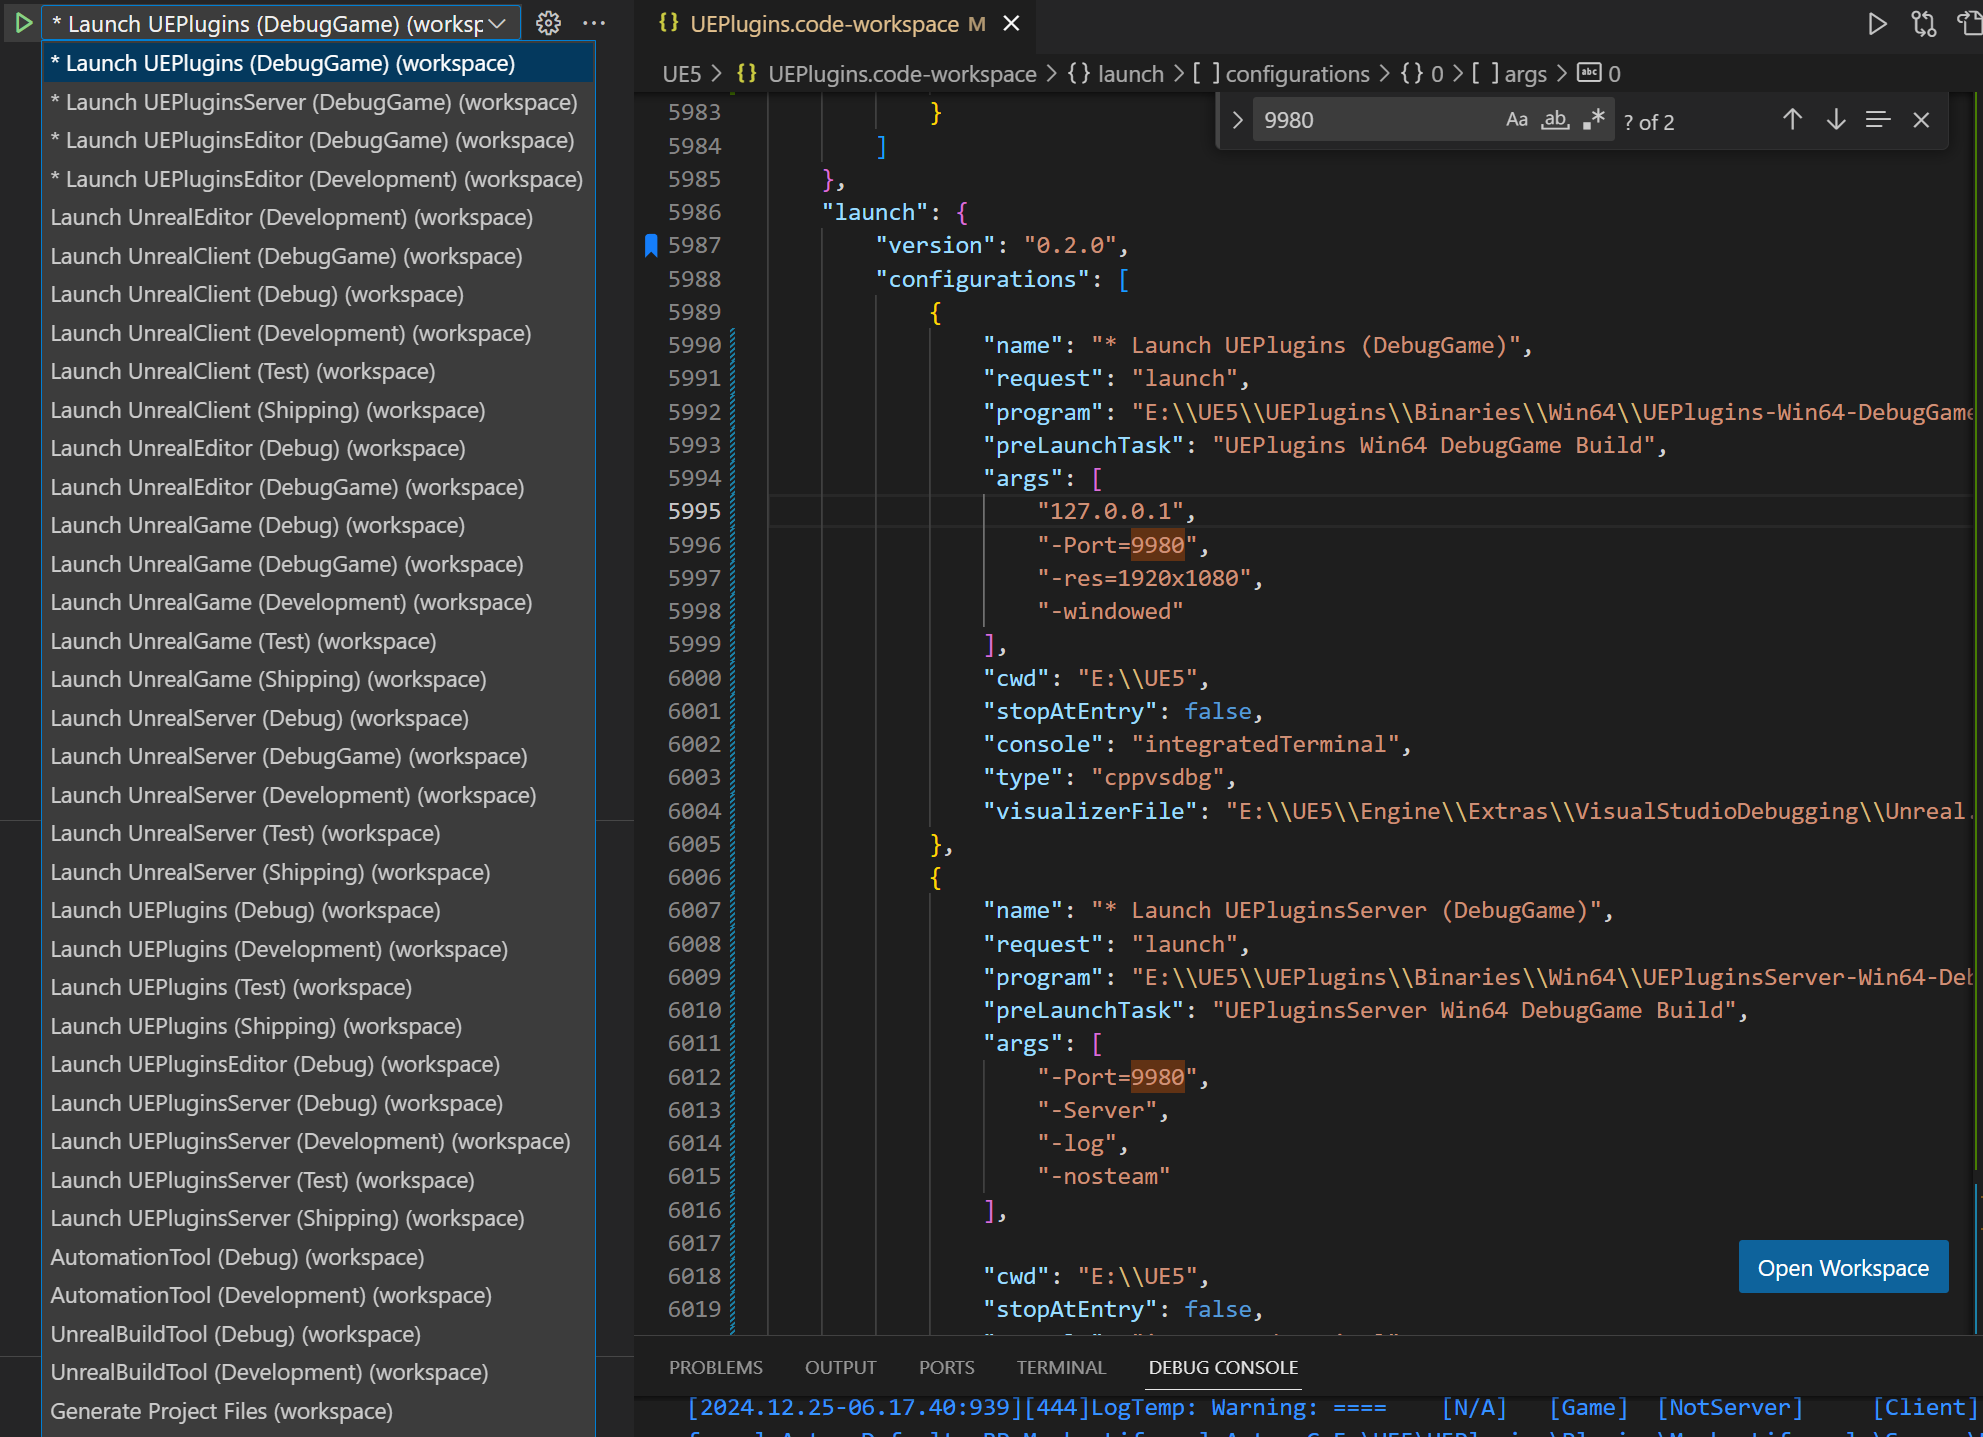 * Launch UEPlugins (DebugGame) (worksp
* Launch UEPlugins (DebugGame) (workspace)
* Launch UEPluginsServer (DebugGame) (workspace)
* Launch UEPluginsEditor (DebugGame) (workspace)
* Launch UEPluginsEditor (Development) (workspace)
Launch UnrealEditor (Development) (workspace)
Launch UnrealClient (DebugGame) (workspace)
Launch UnrealClient (Debug) (workspace)
Launch UnrealClient (Development) (workspace)
Launch UnrealClient (Test) (workspace)
Launch UnrealClient (Shipping) (workspace)
Launch UnrealEditor (Debug) (workspace)
Launch UnrealEditor (DebugGame) (workspace)
Launch UnrealGame (Debug) (workspace)
Launch UnrealGame (DebugGame) (workspace)
Launch UnrealGame (Development) (workspace)
Launch UnrealGame (Test) (workspace)
Launch UnrealGame (Shipping) (workspace)
Launch UnrealServer (Debug) (workspace)
Launch UnrealServer (DebugGame) (workspace)
Launch UnrealServer (Development) (workspace)
Launch UnrealServer (Test) (workspace)
Launch UnrealServer (Shipping) (workspace)
Launch UEPlugins (Debug) (workspace)
Launch UEPlugins (Development) (workspace)
Launch UEPlugins (Test) (workspace)
Launch UEPlugins (Shipping) (workspace)
Launch UEPluginsEditor (Debug) (workspace)
Launch UEPluginsServer (Debug) (workspace)
Launch UEPluginsServer (Development) (workspace)
Launch UEPluginsServer (Test) (workspace)
Launch UEPluginsServer (Shipping) (workspace)
AutomationTool (Debug) (workspace)
AutomationTool (Development) (workspace)
UnrealBuildTool (Debug) (workspace)
UnrealBuildTool (Development) (workspace)
Generate Project Files (workspace)
{} UEPlugins.code-workspace M
UE5 > {} UEPlugins.code-workspace > {} launch > [ ] configurations > {} 0 > [ ] args > abc 0
9980 Aa ab .* ? of 2
5983 }
5984 ]
5985 },
5986 "launch": {
5987 "version": "0.2.0",
5988 "configurations": [
5989 {
5990 "name": "* Launch UEPlugins (DebugGame)",
5991 "request": "launch",
5992 "program": "E:\\UE5\\UEPlugins\\Binaries\\Win64\\UEPlugins-Win64-DebugGame
5993 "preLaunchTask": "UEPlugins Win64 DebugGame Build",
5994 "args": [
5995 "127.0.0.1",
5996 "-Port=9980",
5997 "-res=1920x1080",
5998 "-windowed"
5999 ],
6000 "cwd": "E:\\UE5",
6001 "stopAtEntry": false,
6002 "console": "integratedTerminal",
6003 "type": "cppvsdbg",
6004 "visualizerFile": "E:\\UE5\\Engine\\Extras\\VisualStudioDebugging\\Unreal.
6005 },
6006 {
6007 "name": "* Launch UEPluginsServer (DebugGame)",
6008 "request": "launch",
6009 "program": "E:\\UE5\\UEPlugins\\Binaries\\Win64\\UEPluginsServer-Win64-Deb
6010 "preLaunchTask": "UEPluginsServer Win64 DebugGame Build",
6011 "args": [
6012 "-Port=9980",
6013 "-Server",
6014 "-log",
6015 "-nosteam"
6016 ],
6017
6018 "cwd": "E:\\UE5",
6019 "stopAtEntry": false,
Open Workspace
PROBLEMS OUTPUT PORTS TERMINAL DEBUG CONSOLE
[2024.12.25-06.17.40:939][444]LogTemp: Warning: ==== [N/A] [Game] [NotServer] [Client]